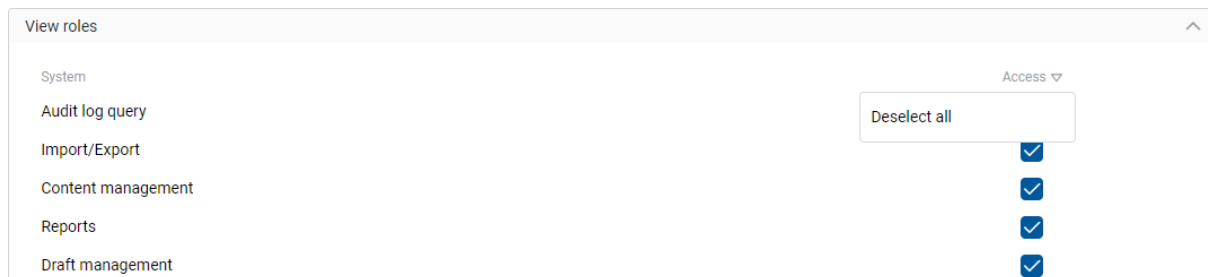 View roles
System Access
Audit log query
Deselect all
Import/Export
Content management
Reports
Draft management